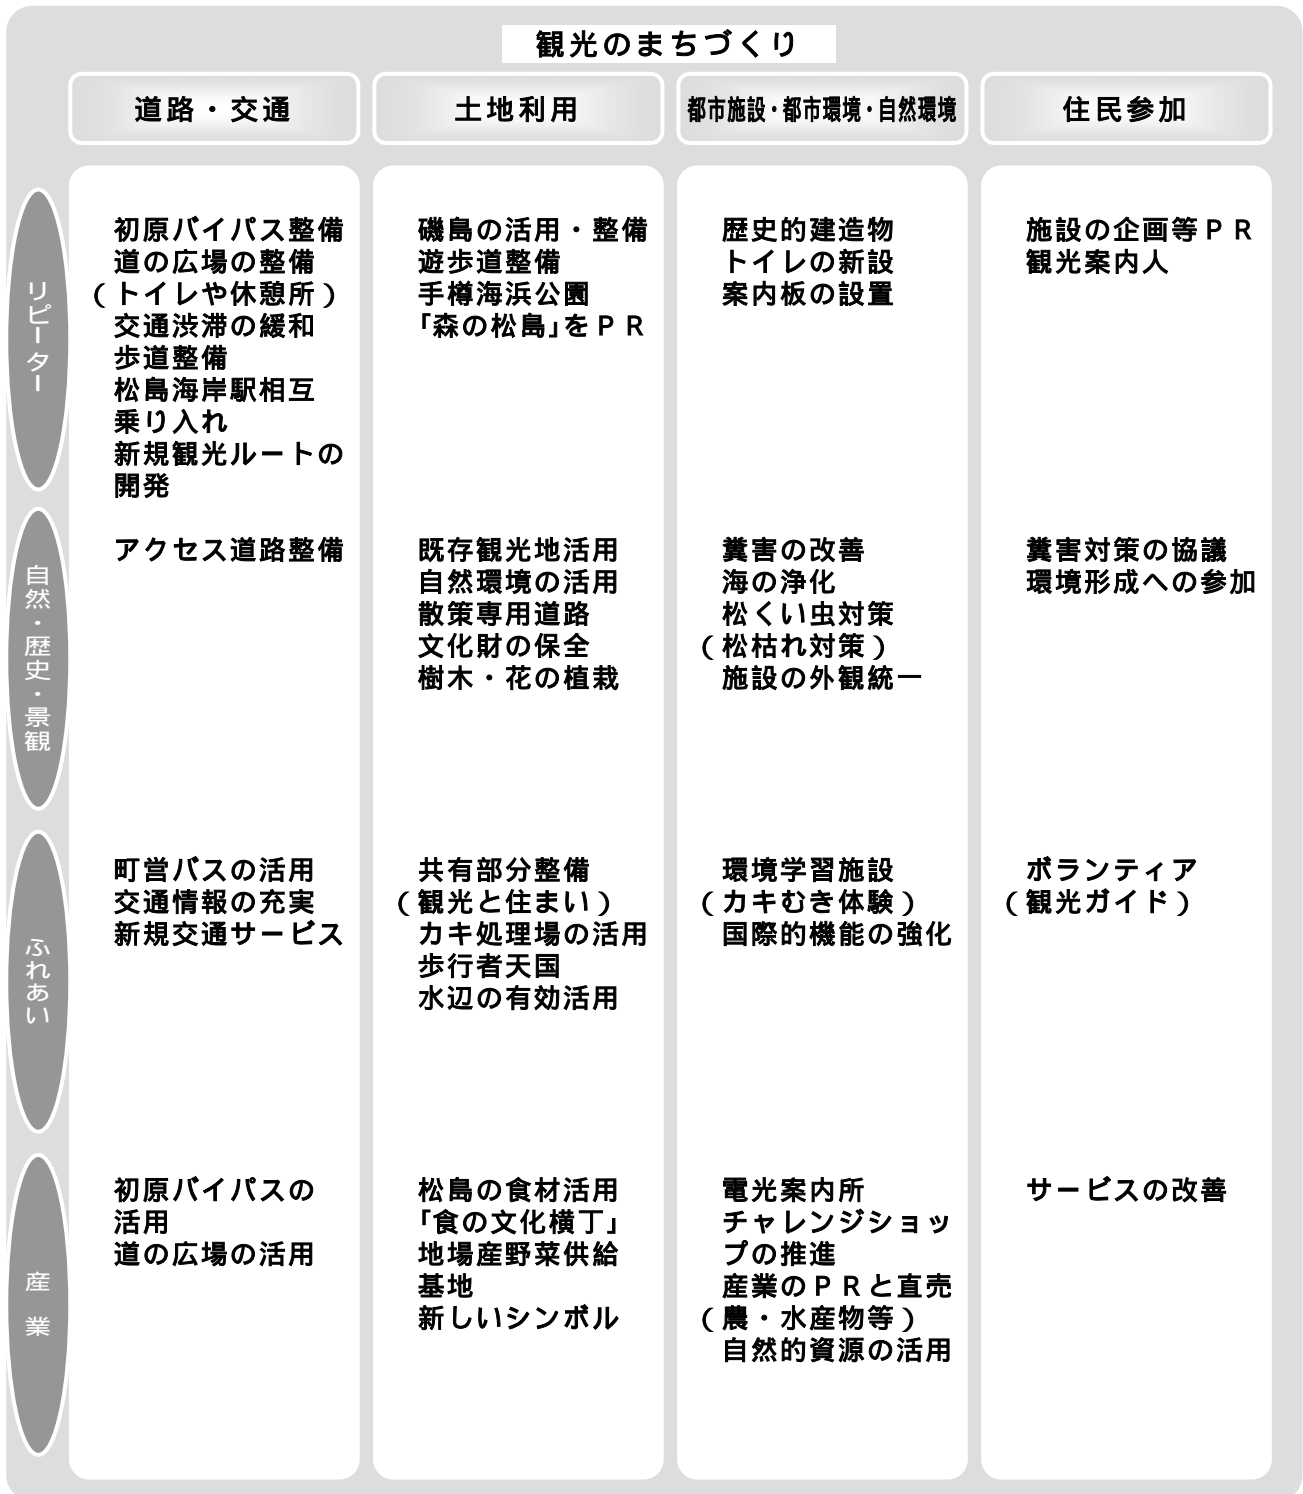 観光のまちづくり
道路・交通
土地利用
都市施設・都市環境・自然環境
住民参加
リピーター
初原バイパス整備
道の広場の整備
（トイレや休憩所）
交通渋滞の緩和
歩道整備
松島海岸駅相互
乗り入れ
新規観光ルートの
開発
磯島の活用・整備
遊歩道整備
手樽海浜公園
「森の松島」をＰＲ
歴史的建造物
トイレの新設
案内板の設置
施設の企画等ＰＲ
観光案内人
自然・歴史・景観
アクセス道路整備
既存観光地活用
自然環境の活用
散策専用道路
文化財の保全
樹木・花の植栽
糞害の改善
海の浄化
松くい虫対策
（松枯れ対策）
施設の外観統一
糞害対策の協議
環境形成への参加
ふれあい
町営バスの活用
交通情報の充実
新規交通サービス
共有部分整備
（観光と住まい）
カキ処理場の活用
歩行者天国
水辺の有効活用
環境学習施設
（カキむき体験）
国際的機能の強化
ボランティア
（観光ガイド）
産業
初原バイパスの
活用
道の広場の活用
松島の食材活用
「食の文化横丁」
地場産野菜供給
基地
新しいシンボル
電光案内所
チャレンジショッ
プの推進
産業のＰＲと直売
（農・水産物等）
自然的資源の活用
サービスの改善